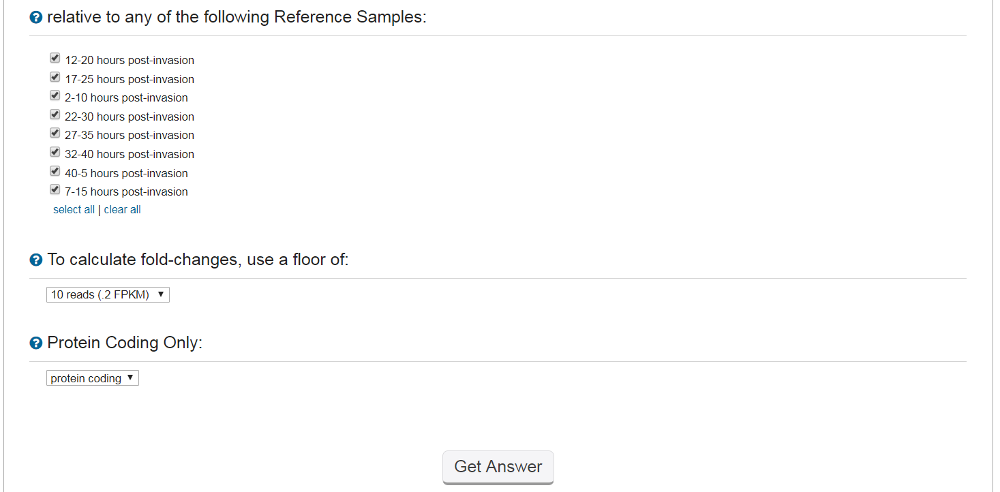 ? relative to any of the following Reference Samples:
12-20 hours post-invasion
17-25 hours post-invasion
2-10 hours post-invasion
22-30 hours post-invasion
27-35 hours post-invasion
32-40 hours post-invasion
40-5 hours post-invasion
7-15 hours post-invasion
select all | clear all
? To calculate fold-changes, use a floor of:
10 reads (.2 FPKM)
? Protein Coding Only:
protein coding
Get Answer